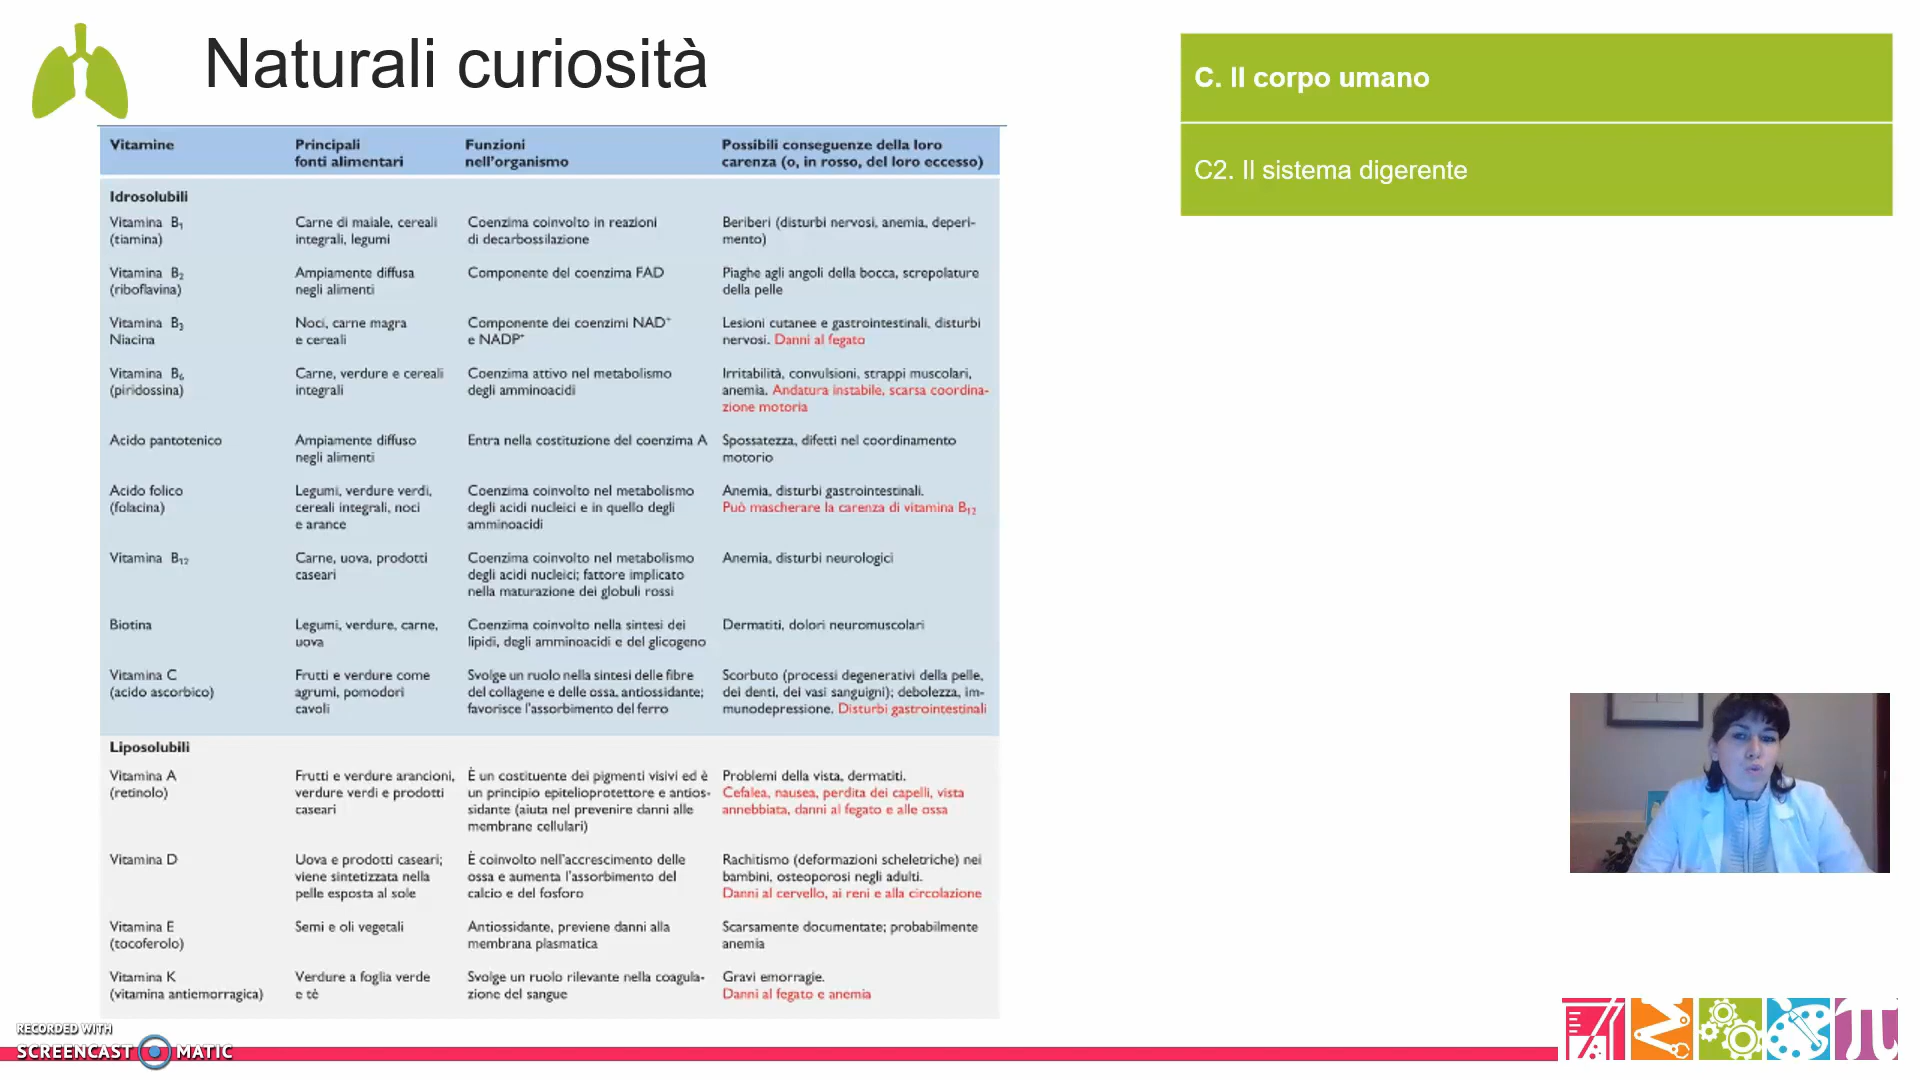 Naturali curiosità
C. Il corpo umano
C2. Il sistema digerente
Vitamine
Principali
fonti alimentari
Funzioni
nell'organismo
Possibili conseguenze della loro
carenza (o, in rosso, del loro eccesso)
Idrosolubili
Vitamina B₁
(tiamina)
Carne di maiale, cereali
integrali, legumi
Coenzima coinvolto in reazioni
di decarbossilazione
Beriberi (disturbi nervosi, anemia, deperi-
mento)
Vitamina B₂
(riboflavina)
Ampiamente diffusa
negli alimenti
Componente del coenzima FAD
Piaghe agli angoli della bocca, screpolature
della pelle
Vitamina B₃
Niacina
Noci, carne magra
e cereali
Componente dei coenzimi NAD⁺
e NADP⁺
Lesioni cutanee e gastrointestinali, disturbi
nervosi. Danni al fegato
Vitamina B₆
(piridossina)
Carne, verdure e cereali
integrali
Coenzima attivo nel metabolismo
degli amminoacidi
Irritabilità, convulsioni, strappi muscolari,
anemia. Andatura instabile, scarsa coordina-
zione motoria
Acido pantotenico
Ampiamente diffuso
negli alimenti
Entra nella costituzione del coenzima A
Spossatezza, difetti nel coordinamento
motorio
Acido folico
(folacina)
Legumi, verdure verdi,
cereali integrali, noci
e arance
Coenzima coinvolto nel metabolismo
degli acidi nucleici e in quello degli
amminoacidi
Anemia, disturbi gastrointestinali.
Può mascherare la carenza di vitamina B₁₂
Vitamina B₁₂
Carne, uova, prodotti
caseari
Coenzima coinvolto nel metabolismo
degli acidi nucleici; fattore implicato
nella maturazione dei globuli rossi
Anemia, disturbi neurologici
Biotina
Legumi, verdure, carne,
uova
Coenzima coinvolto nella sintesi dei
lipidi, degli amminoacidi e del glicogeno
Dermatiti, dolori neuromuscolari
Vitamina C
(acido ascorbico)
Frutti e verdure come
agrumi, pomodori
cavoli
Svolge un ruolo nella sintesi delle fibre
del collagene e delle ossa, antiossidante;
favorisce l'assorbimento del ferro
Scorbuto (processi degenerativi della pelle,
dei denti, dei vasi sanguigni); debolezza, im-
munodepressione. Disturbi gastrointestinali
Liposolubili
Vitamina A
(retinolo)
Frutti e verdure arancioni,
verdure verdi e prodotti
caseari
È un costituente dei pigmenti visivi ed è
un principio epitelioprotettore e antios-
sidante (aiuta nel prevenire danni alle
membrane cellulari)
Problemi della vista, dermatiti.
Cefalea, nausea, perdita dei capelli, vista
annebbiata, danni al fegato e alle ossa
Vitamina D
Uova e prodotti caseari;
viene sintetizzata nella
pelle esposta al sole
È coinvolto nell'accrescimento delle
ossa e aumenta l'assorbimento del
calcio e del fosforo
Rachitismo (deformazioni scheletriche) nei
bambini, osteoporosi negli adulti.
Danni al cervello, ai reni e alla circolazione
Vitamina E
(tocoferolo)
Semi e oli vegetali
Antiossidante, previene danni alla
membrana plasmatica
Scarsamente documentate; probabilmente
anemia
Vitamina K
(vitamina antiemorragica)
Verdure a foglia verde
e tè
Svolge un ruolo rilevante nella coagula-
zione del sangue
Gravi emorragie.
Danni al fegato e anemia
RECORDED WITH
SCREENCAST MATIC